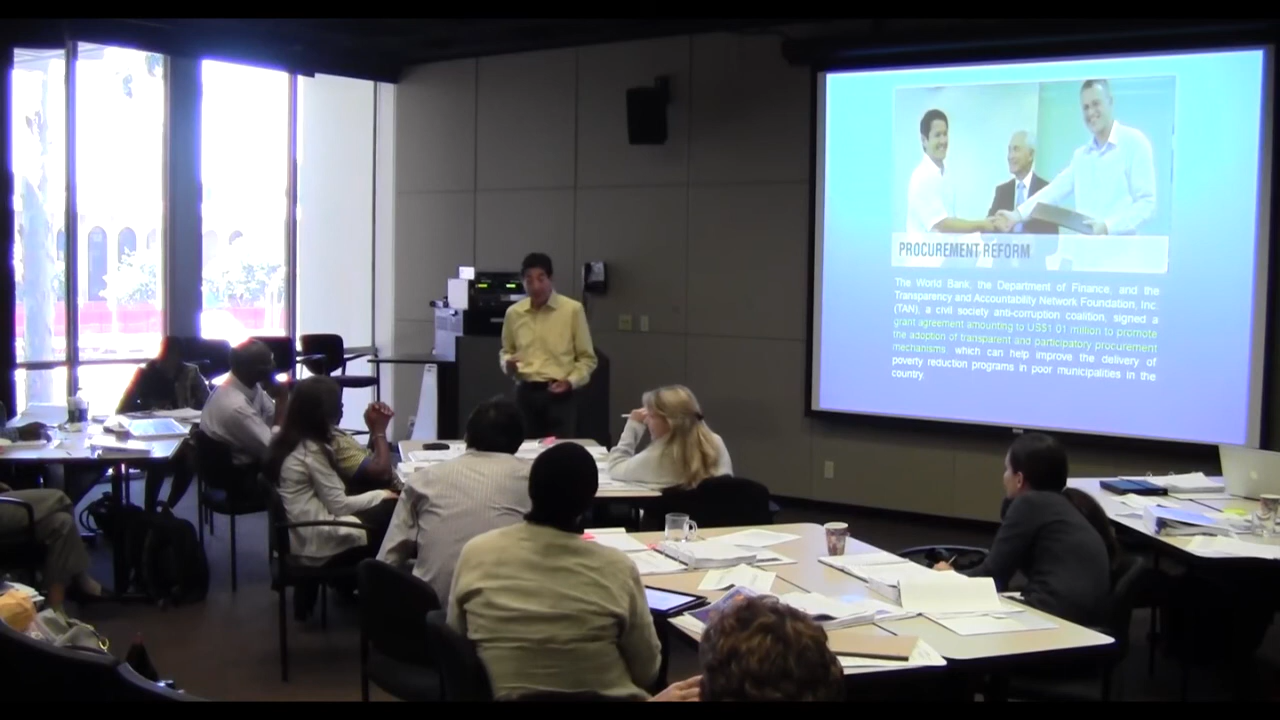 PROCUREMENT REFORM
The World Bank, the Department of Finance, and the
Transparency and Accountability Network Foundation, Inc.
(TAN), a civil society anti-corruption coalition, signed a
grant agreement amounting to US$1.01 million to promote
the adoption of transparent and participatory procurement
mechanisms, which can help improve the delivery of
poverty reduction programs in poor municipalities in the
country.